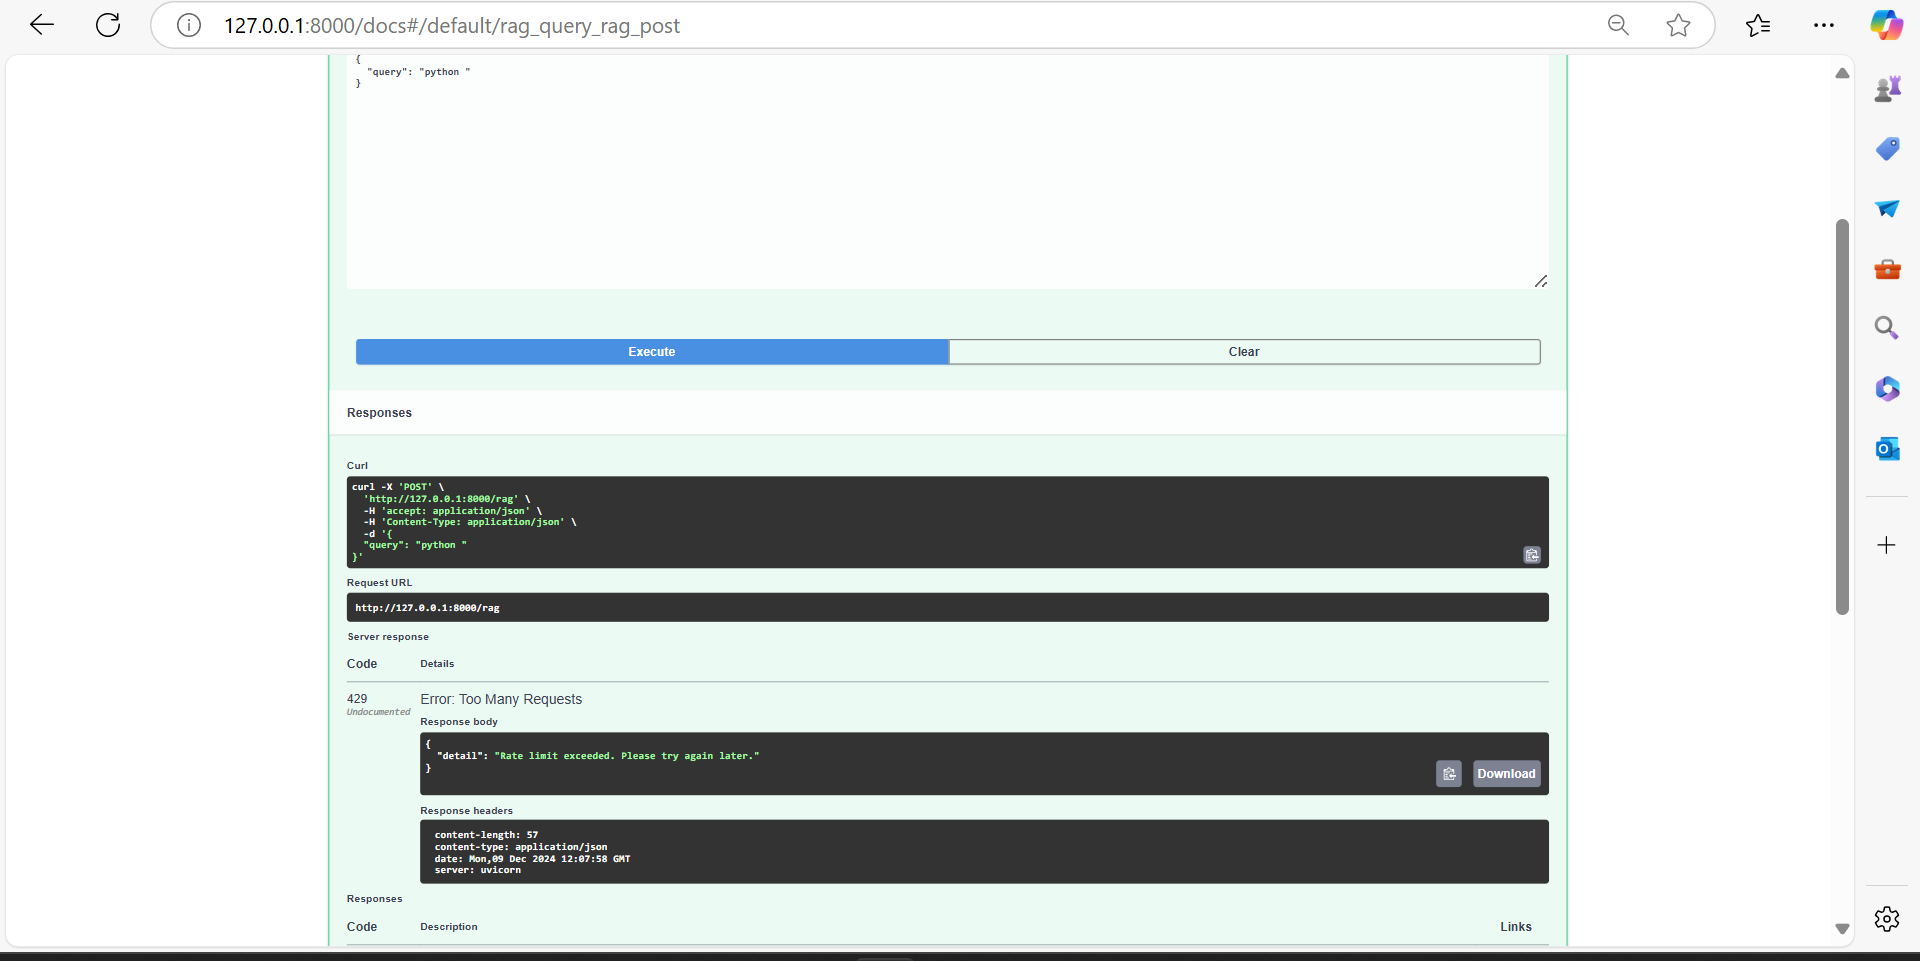 127.0.0.1:8000/docs#/default/rag_query_rag_post
{
"query": "python "
}
Execute
Clear
Responses
Curl
curl -X 'POST' \
'http://127.0.0.1:8000/rag' \
-H 'accept: application/json' \
-H 'Content-Type: application/json' \
-d '{
"query": "python "
}'
Request URL
http://127.0.0.1:8000/rag
Server response
Code Details
429 Error: Too Many Requests
Undocumented
Response body
{
"detail": "Rate limit exceeded. Please try again later."
}
Download
Response headers
content-length: 57
content-type: application/json
date: Mon,09 Dec 2024 12:07:58 GMT
server: uvicorn
Responses
Code Description Links